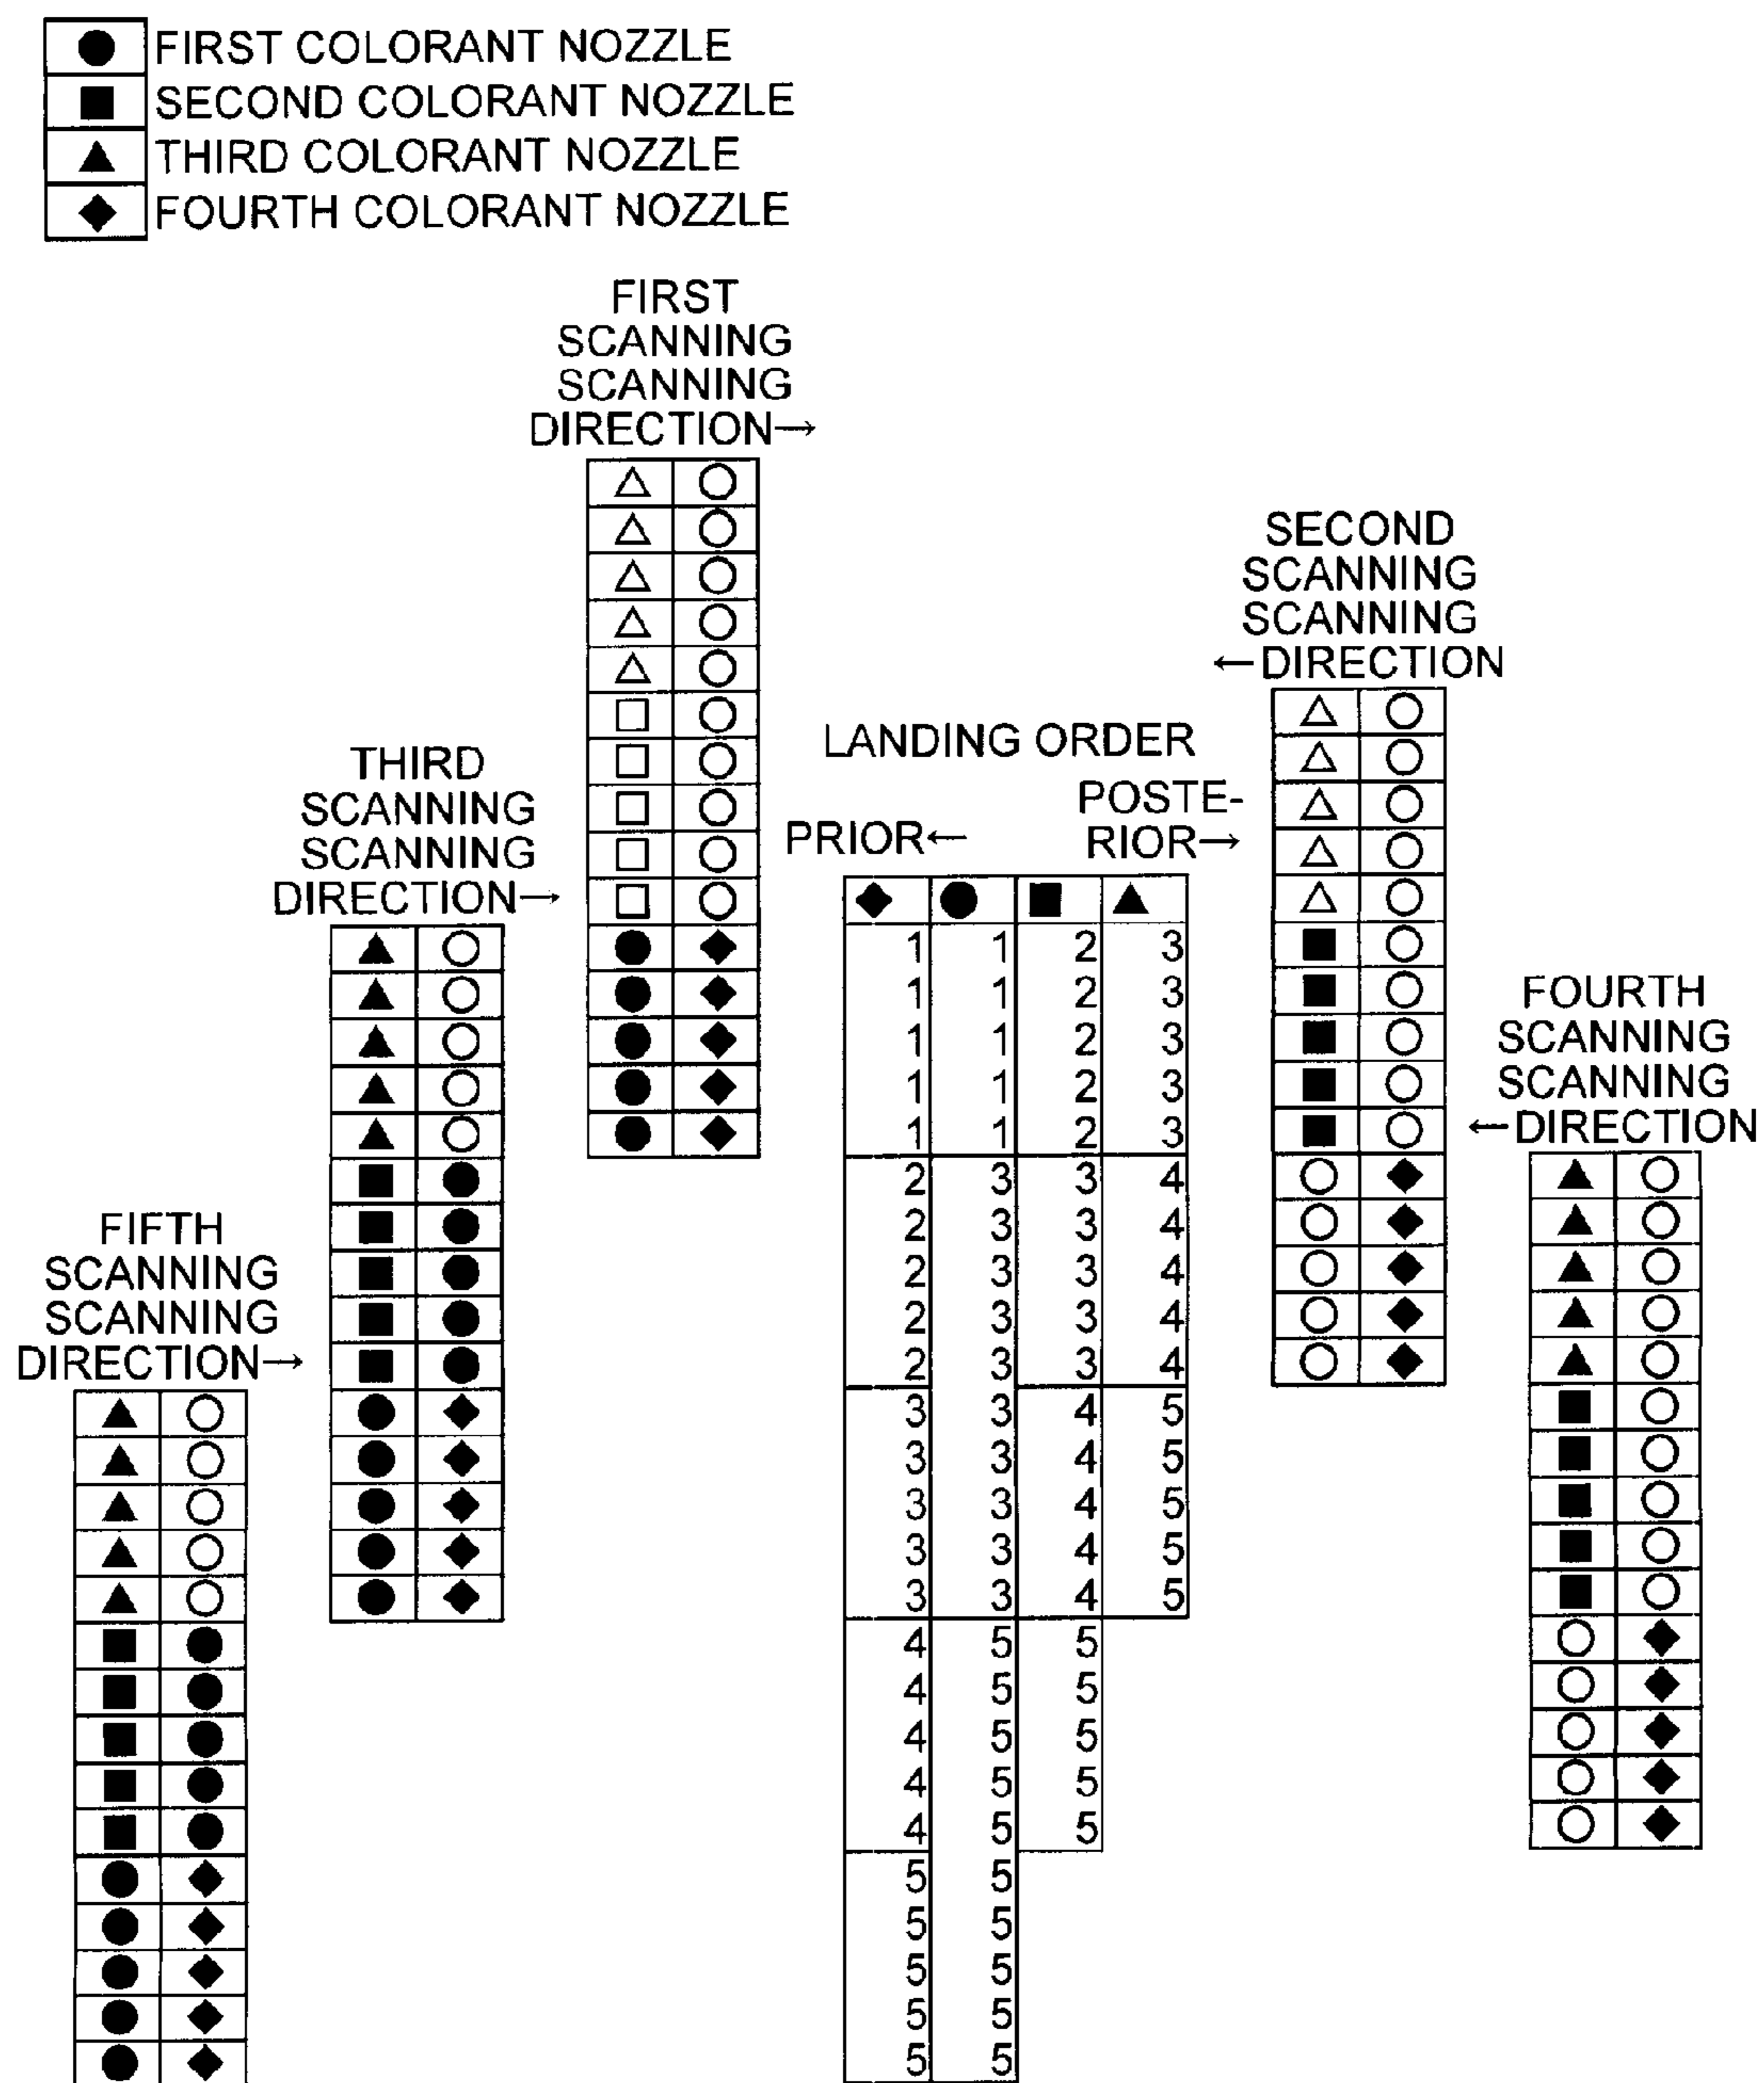 FIRST COLORANT NOZZLE
SECOND COLORANT NOZZLE
THIRD COLORANT NOZZLE
FOURTH COLORANT NOZZLE
FIRST
SCANNING
SCANNING
DIRECTION→
SECOND
SCANNING
SCANNING
←DIRECTION
THIRD
SCANNING
SCANNING
DIRECTION→
LANDING ORDER
PRIOR←
POSTE-
RIOR→
FOURTH
SCANNING
SCANNING
←DIRECTION
FIFTH
SCANNING
SCANNING
DIRECTION→
1 1 2 3
1 1 2 3
1 1 2 3
1 1 2 3
1 1 2 3
2 3 3 4
2 3 3 4
2 3 3 4
2 3 3 4
2 3 3 4
3 3 4 5
3 3 4 5
3 3 4 5
3 3 4 5
3 3 4 5
4 5 5
4 5 5
4 5 5
4 5 5
4 5 5
5 5
5 5
5 5
5 5
5 5